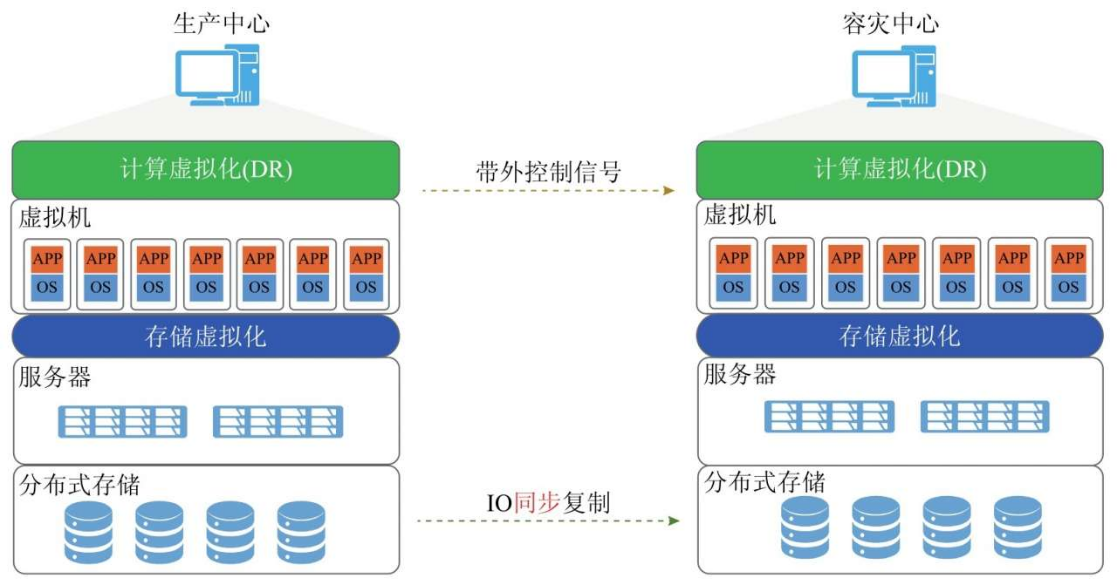 生产中心
容灾中心
计算虚拟化(DR)
带外控制信号
计算虚拟化(DR)
虚拟机
虚拟机
APP APP APP APP APP APP APP
OS OS OS OS OS OS OS
APP APP APP APP APP APP APP
OS OS OS OS OS OS OS
存储虚拟化
存储虚拟化
服务器
服务器
分布式存储
IO同步复制
分布式存储